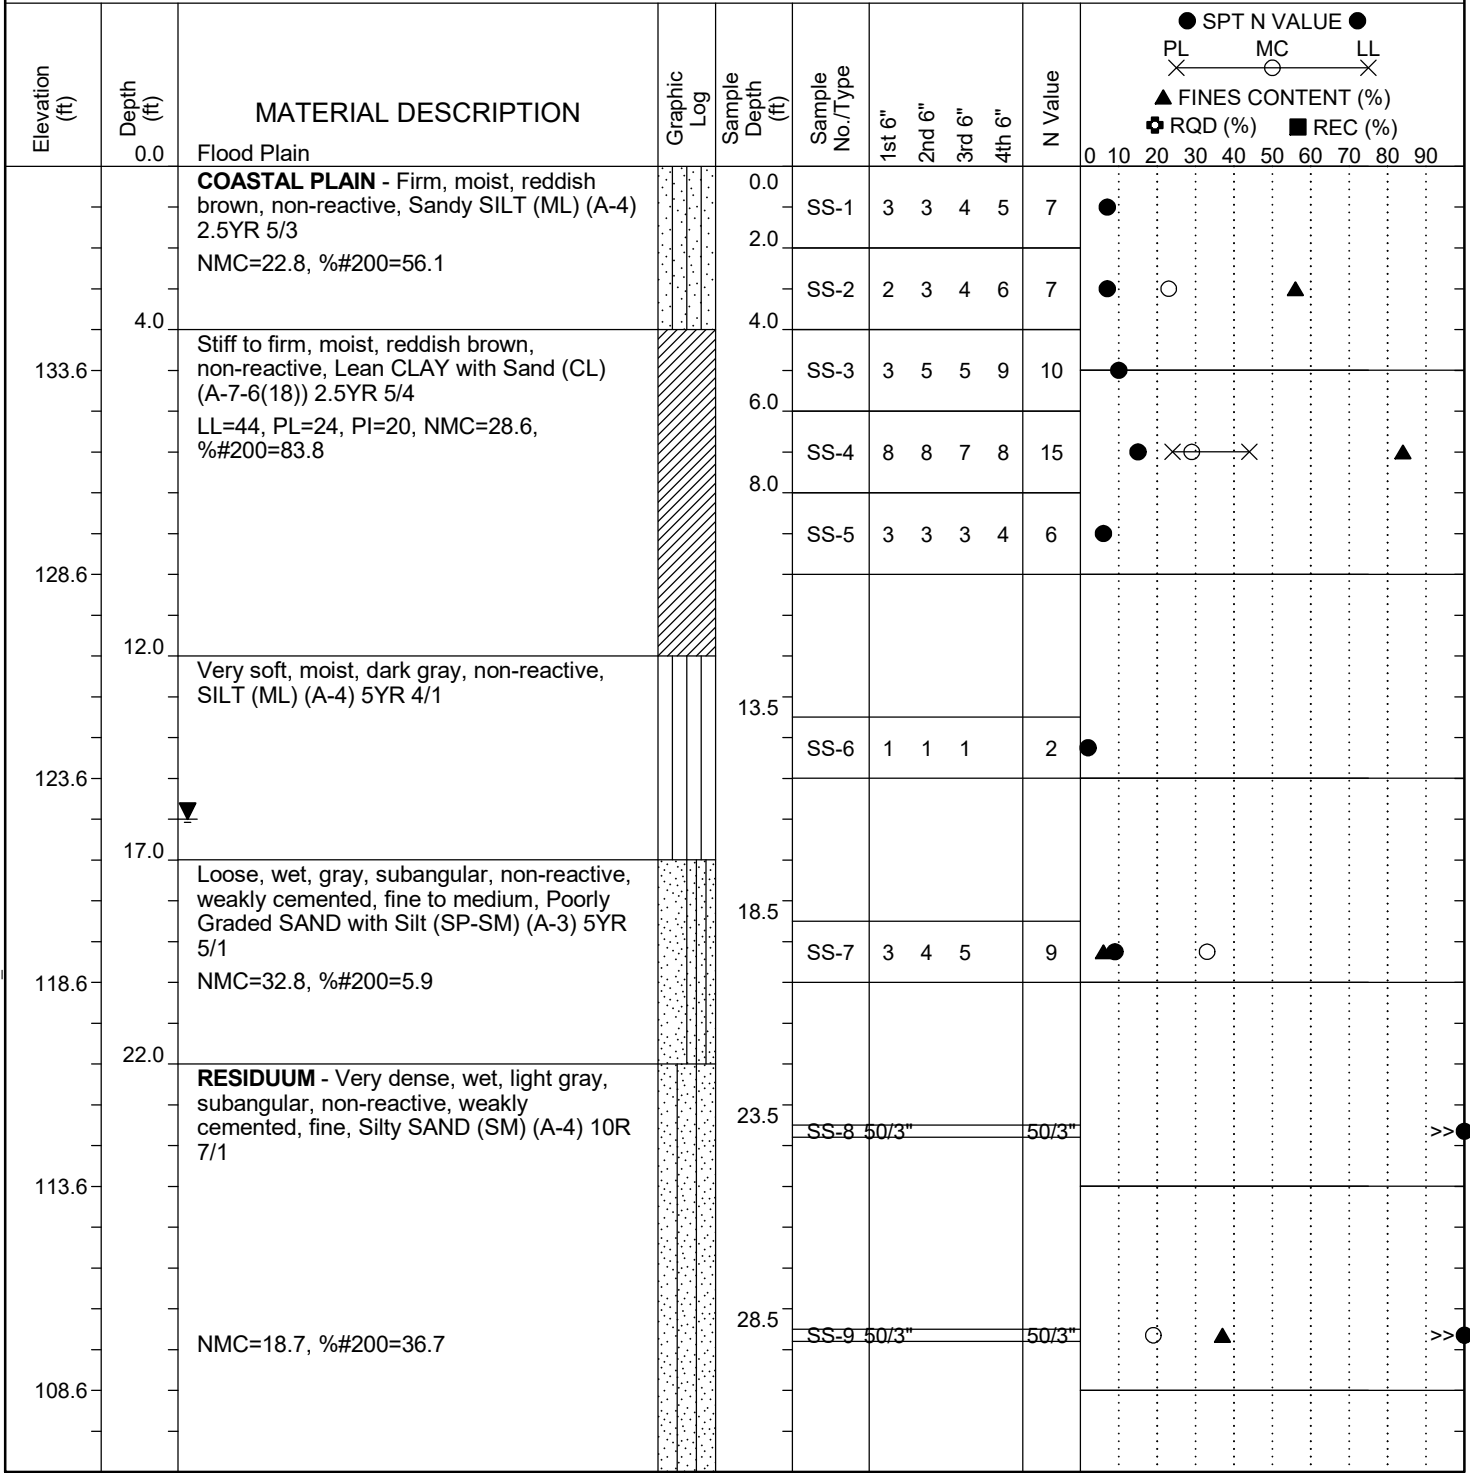 Elevation (ft)
Depth (ft)
MATERIAL DESCRIPTION
Graphic Log
Sample Depth (ft)
Sample No./Type
1st 6"
2nd 6"
3rd 6"
4th 6"
N Value
● SPT N VALUE ●
PL MC LL
▲ FINES CONTENT (%)
RQD (%) ■ REC (%)
0 10 20 30 40 50 60 70 80 90
0.0 Flood Plain
COASTAL PLAIN - Firm, moist, reddish
brown, non-reactive, Sandy SILT (ML) (A-4)
2.5YR 5/3
NMC=22.8, %#200=56.1
0.0
SS-1 3 3 4 5 7
2.0
SS-2 2 3 4 6 7
4.0
4.0
Stiff to firm, moist, reddish brown,
non-reactive, Lean CLAY with Sand (CL)
(A-7-6(18)) 2.5YR 5/4
LL=44, PL=24, PI=20, NMC=28.6,
%#200=83.8
133.6
SS-3 3 5 5 9 10
6.0
SS-4 8 8 7 8 15
8.0
SS-5 3 3 3 4 6
128.6
12.0
Very soft, moist, dark gray, non-reactive,
SILT (ML) (A-4) 5YR 4/1
13.5
SS-6 1 1 1 2
123.6
17.0
Loose, wet, gray, subangular, non-reactive,
weakly cemented, fine to medium, Poorly
Graded SAND with Silt (SP-SM) (A-3) 5YR
5/1
NMC=32.8, %#200=5.9
18.5
SS-7 3 4 5 9
118.6
22.0
RESIDUUM - Very dense, wet, light gray,
subangular, non-reactive, weakly
cemented, fine, Silty SAND (SM) (A-4) 10R
7/1
23.5
SS-8 50/3" 50/3" >>●
113.6
28.5
SS-9 50/3" 50/3" >>●
NMC=18.7, %#200=36.7
108.6